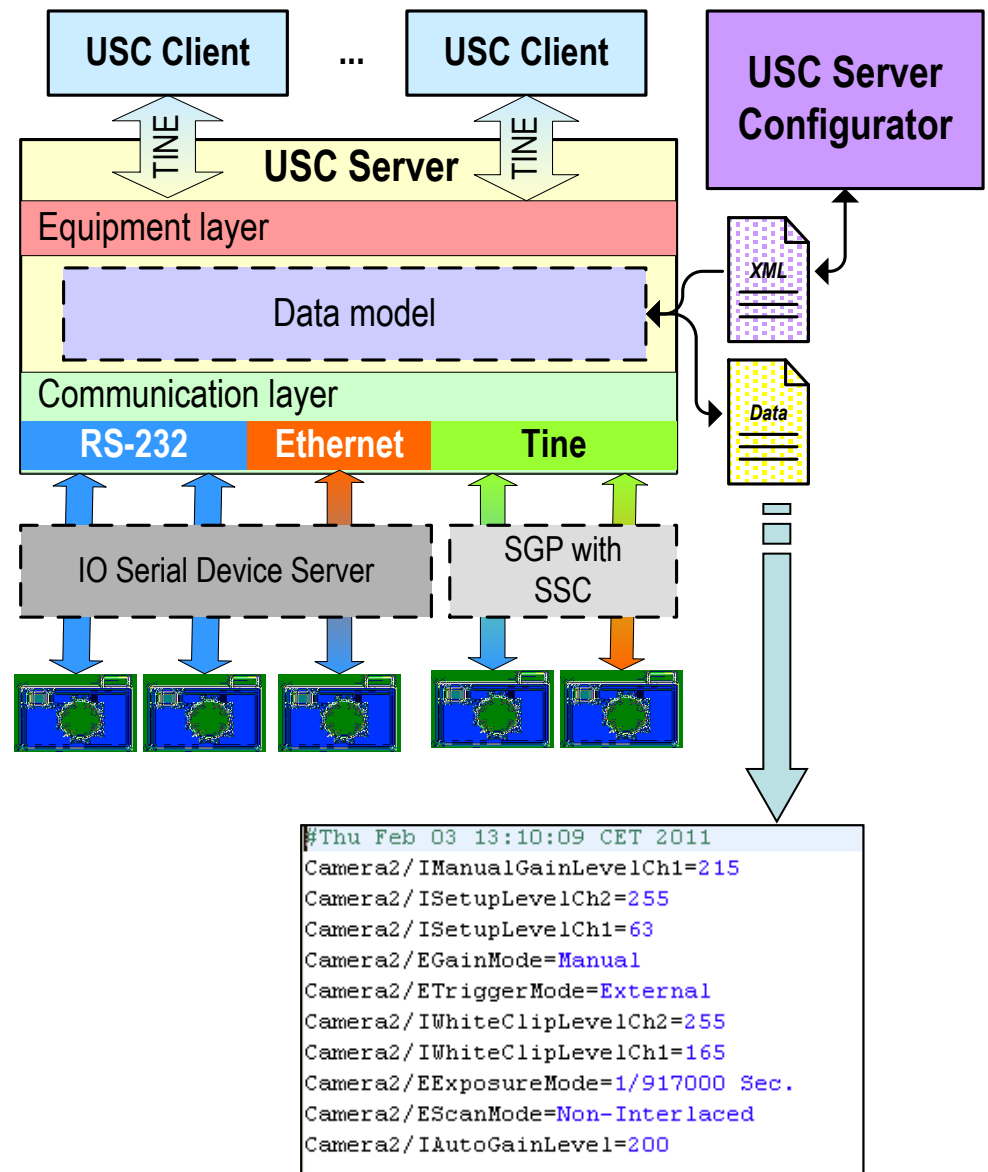 USC Client
...
USC Client
USC Server
Configurator
TINE
TINE
USC Server
Equipment layer
XML
Data model
Communication layer
Data
RS-232
Ethernet
Tine
IO Serial Device Server
SGP with
SSC
#Thu Feb 03 13:10:09 CET 2011
Camera2/IManualGainLevelCh1=215
Camera2/ISetupLevelCh2=255
Camera2/ISetupLevelCh1=63
Camera2/EGainMode=Manual
Camera2/ETriggerMode=External
Camera2/IWhiteClipLevelCh2=255
Camera2/IWhiteClipLevelCh1=165
Camera2/EExposureMode=1/917000 Sec.
Camera2/EScanMode=Non-Interlaced
Camera2/IAutoGainLevel=200